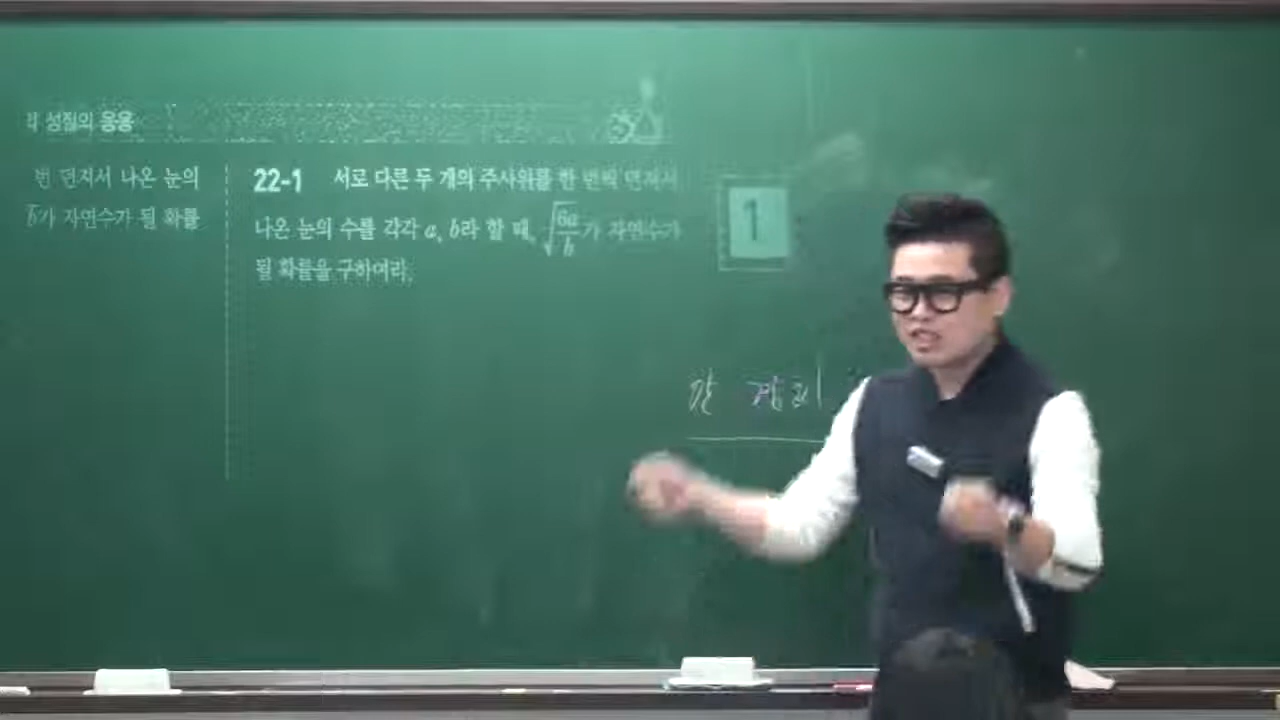 각 성질의 응용
번 던져서 나온 눈의
b가 자연수가 될 확률
22-1 서로 다른 두 개의 주사위를 한 번씩 던져서
나온 눈의 수를 각각 a, b라 할 때, √(6a/b)가 자연수가
될 확률을 구하여라.
1